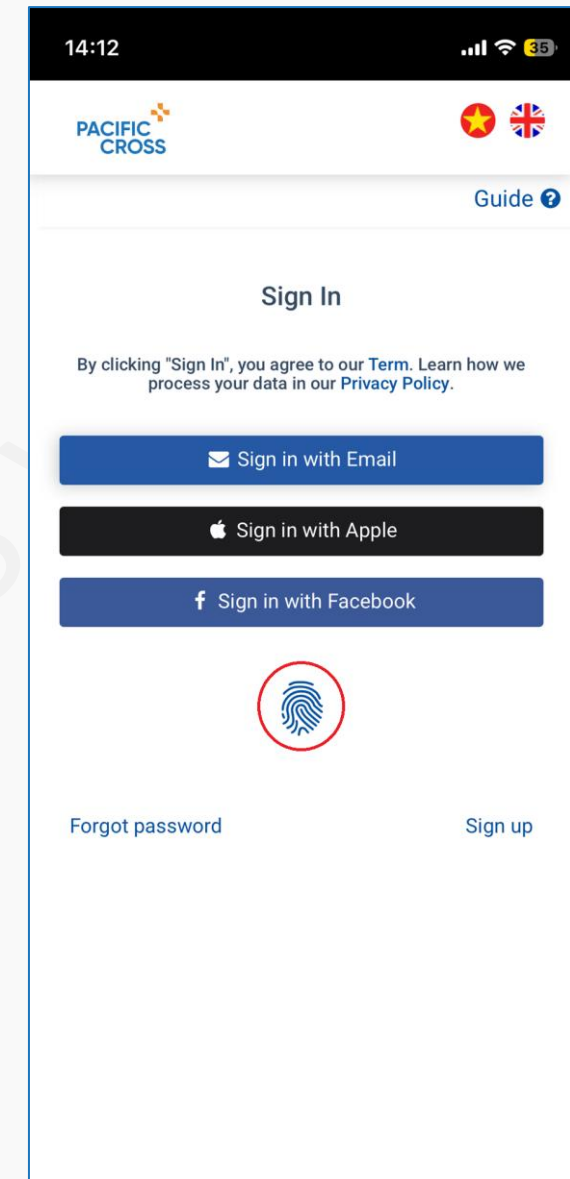 14:12
35
PACIFIC
CROSS
Guide
Sign In
By clicking "Sign In", you agree to our Term. Learn how we
process your data in our Privacy Policy.
Sign in with Email
Sign in with Apple
Sign in with Facebook
Forgot password
Sign up